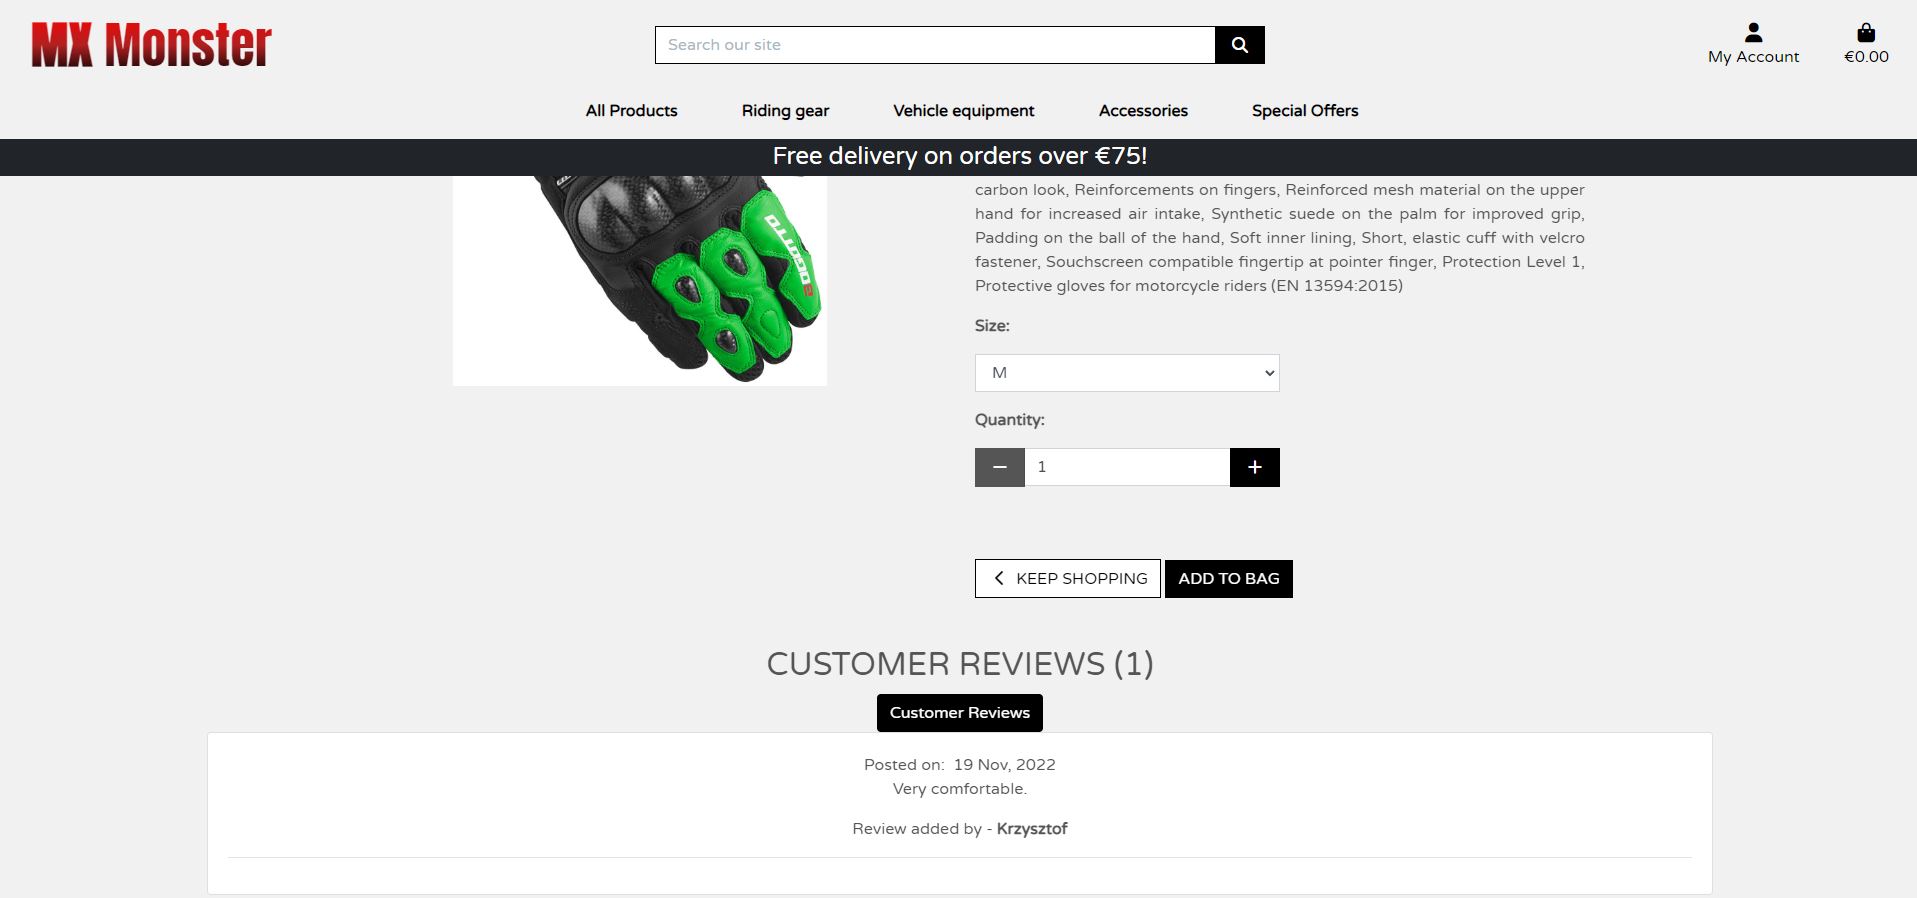 MX Monster
Search our site
My Account
€0.00
All Products
Riding gear
Vehicle equipment
Accessories
Special Offers
Free delivery on orders over €75!
carbon look, Reinforcements on fingers, Reinforced mesh material on the upper
hand for increased air intake, Synthetic suede on the palm for improved grip,
Padding on the ball of the hand, Soft inner lining, Short, elastic cuff with velcro
fastener, Souchscreen compatible fingertip at pointer finger, Protection Level 1,
Protective gloves for motorcycle riders (EN 13594:2015)
Size:
M
Quantity:
1
KEEP SHOPPING
ADD TO BAG
CUSTOMER REVIEWS (1)
Customer Reviews
Posted on: 19 Nov, 2022
Very comfortable.
Review added by - Krzysztof